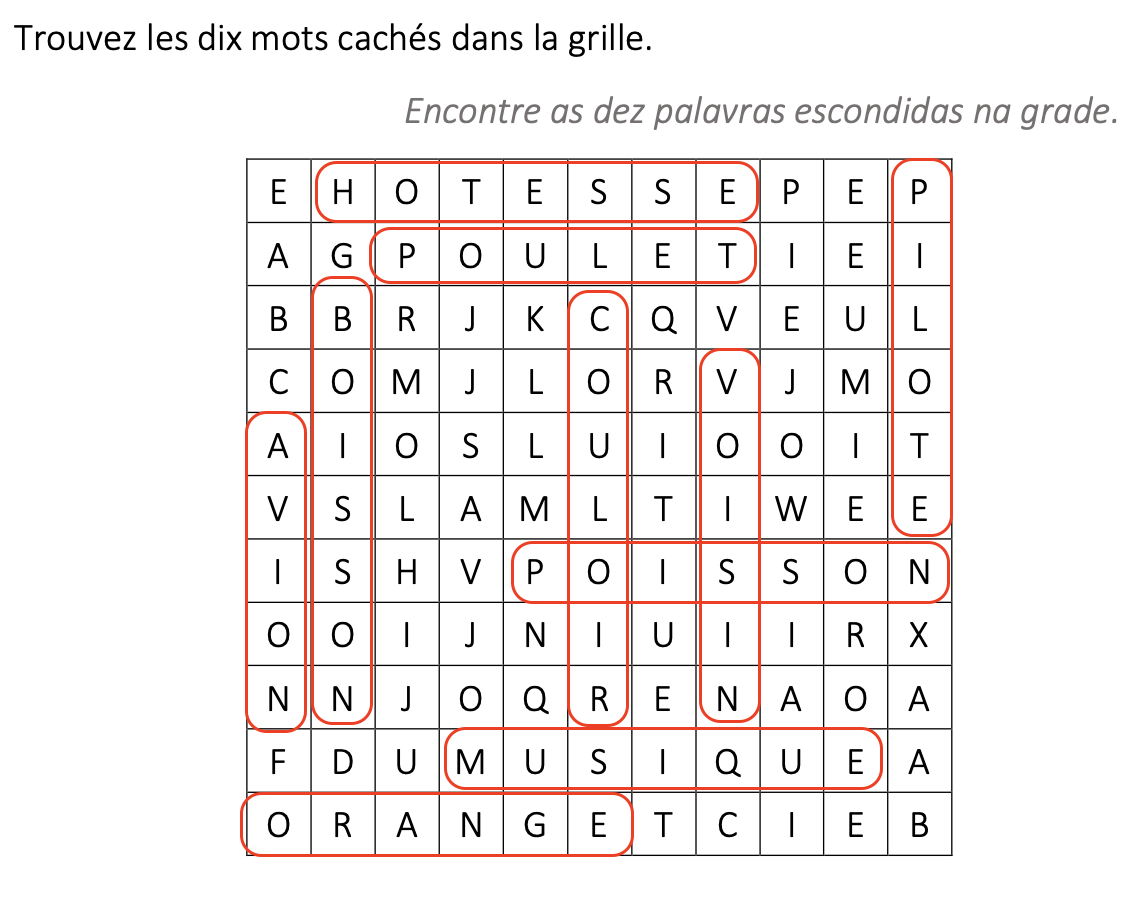 Trouvez les dix mots cachés dans la grille.
Encontre as dez palavras escondidas na grade.
E H O T E S S E P E P
A G P O U L E T I E I
B B R J K C Q V E U L
C O M J L O R V J M O
A I O S L U I O O I T
V S L A M L T I W E E
I S H V P O I S S O N
O O I J N I U I I R X
N N J O Q R E N A O A
F D U M U S I Q U E A
O R A N G E T C I E B